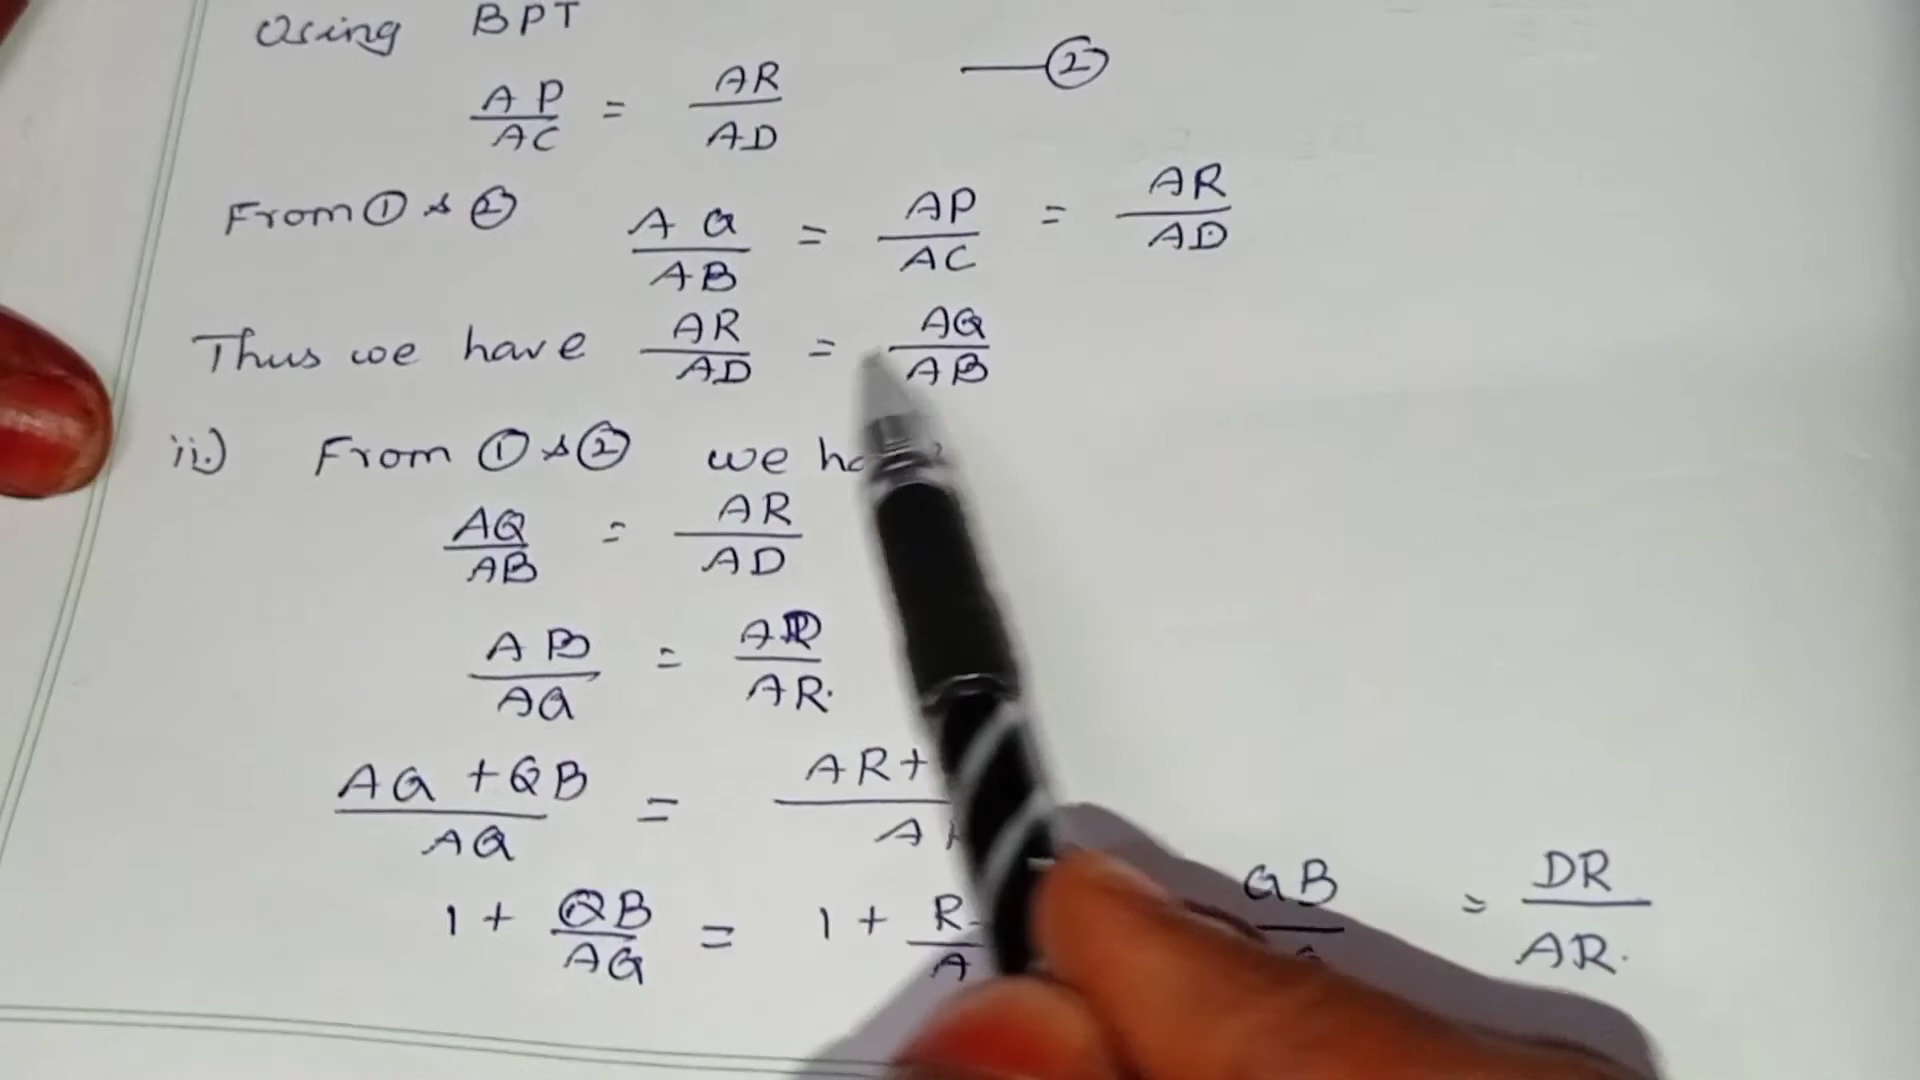 Using BPT
AP/AC = AR/AD —②
From ① & ② AQ/AB = AP/AC = AR/AD
Thus we have AR/AD = AQ/AB
ii) From ① & ② we
AQ/AB = AR/AD
AB/AQ = AD/AR.
AQ + QB/AQ = AR+
1 + QB/AQ = 1 + QB = DR/AR.